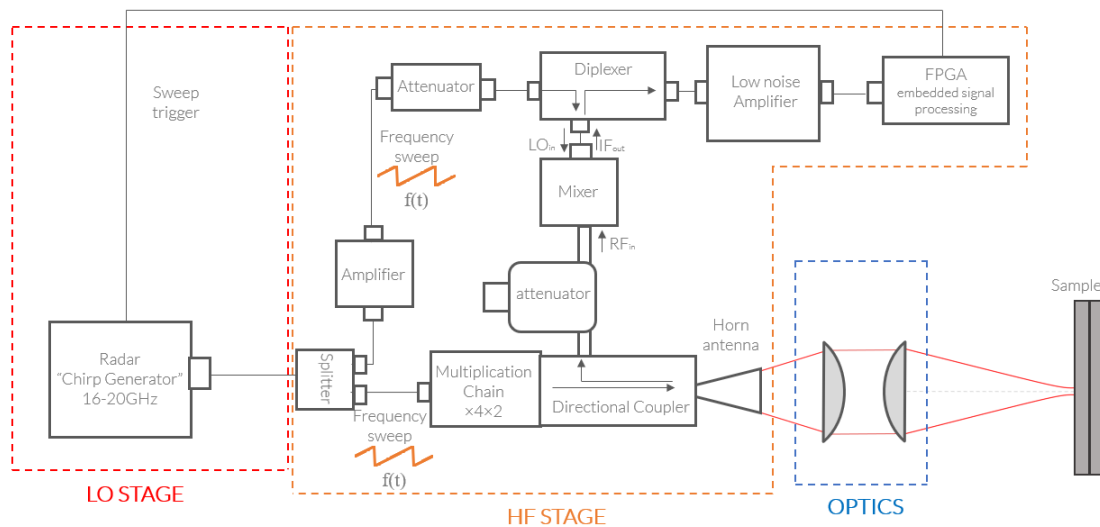 Sweep
trigger
Radar
“Chirp Generator”
16-20GHz
LO STAGE
Attenuator
Diplexer
Low noise
Amplifier
FPGA
embedded signal
processing
Frequency
sweep
f(t)
LOin
IFout
Mixer
RFin
Amplifier
attenuator
Splitter
Multiplication
Chain
×4×2
Directional Coupler
Horn
antenna
Frequency
sweep
f(t)
HF STAGE
OPTICS
Sample